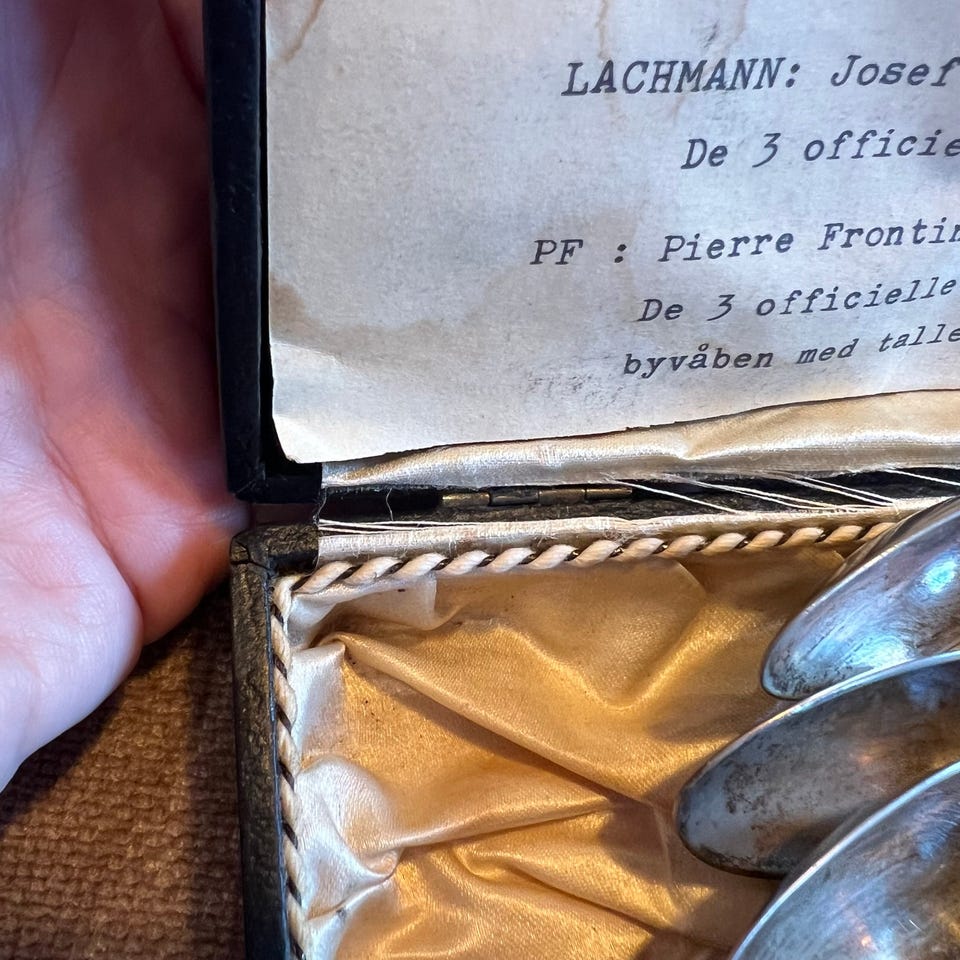 LACHMANN: Josef
De 3 officie
PF : Pierre Frontin
De 3 officielle
byvåben med talle